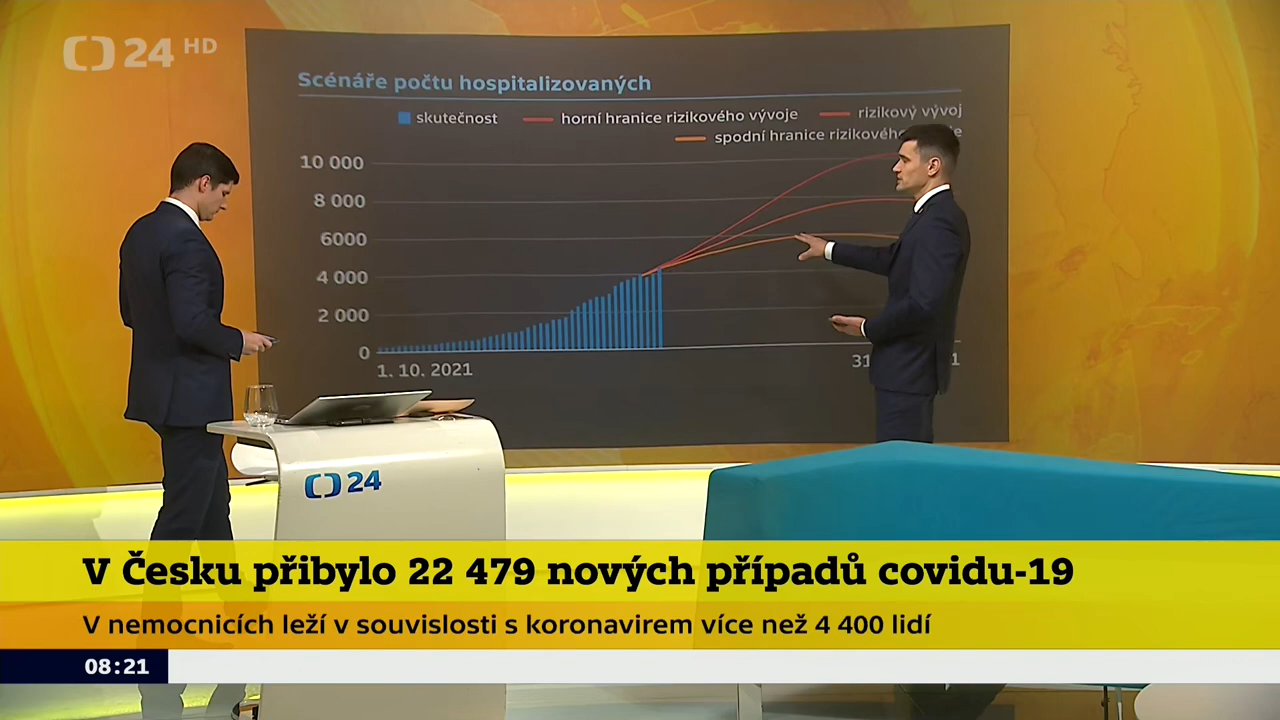 24 HD
Scénáře počtu hospitalizovaných
skutečnost horní hranice rizikového vývoje rizikový vývoj
spodní hranice rizikového
10 000
8 000
6000
4 000
2 000
0
1. 10. 2021
24
V Česku přibylo 22 479 nových případů covidu-19
V nemocnicích leží v souvislosti s koronavirem více než 4 400 lidí
08:21